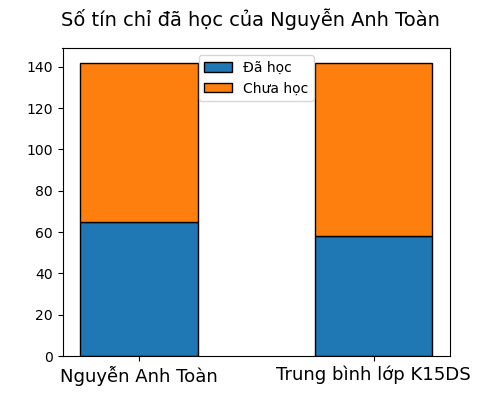 Số tín chỉ đã học của Nguyễn Anh Toàn
Đã học
Chưa học
140
120
100
80
60
40
20
0
Nguyễn Anh Toàn
Trung bình lớp K15DS